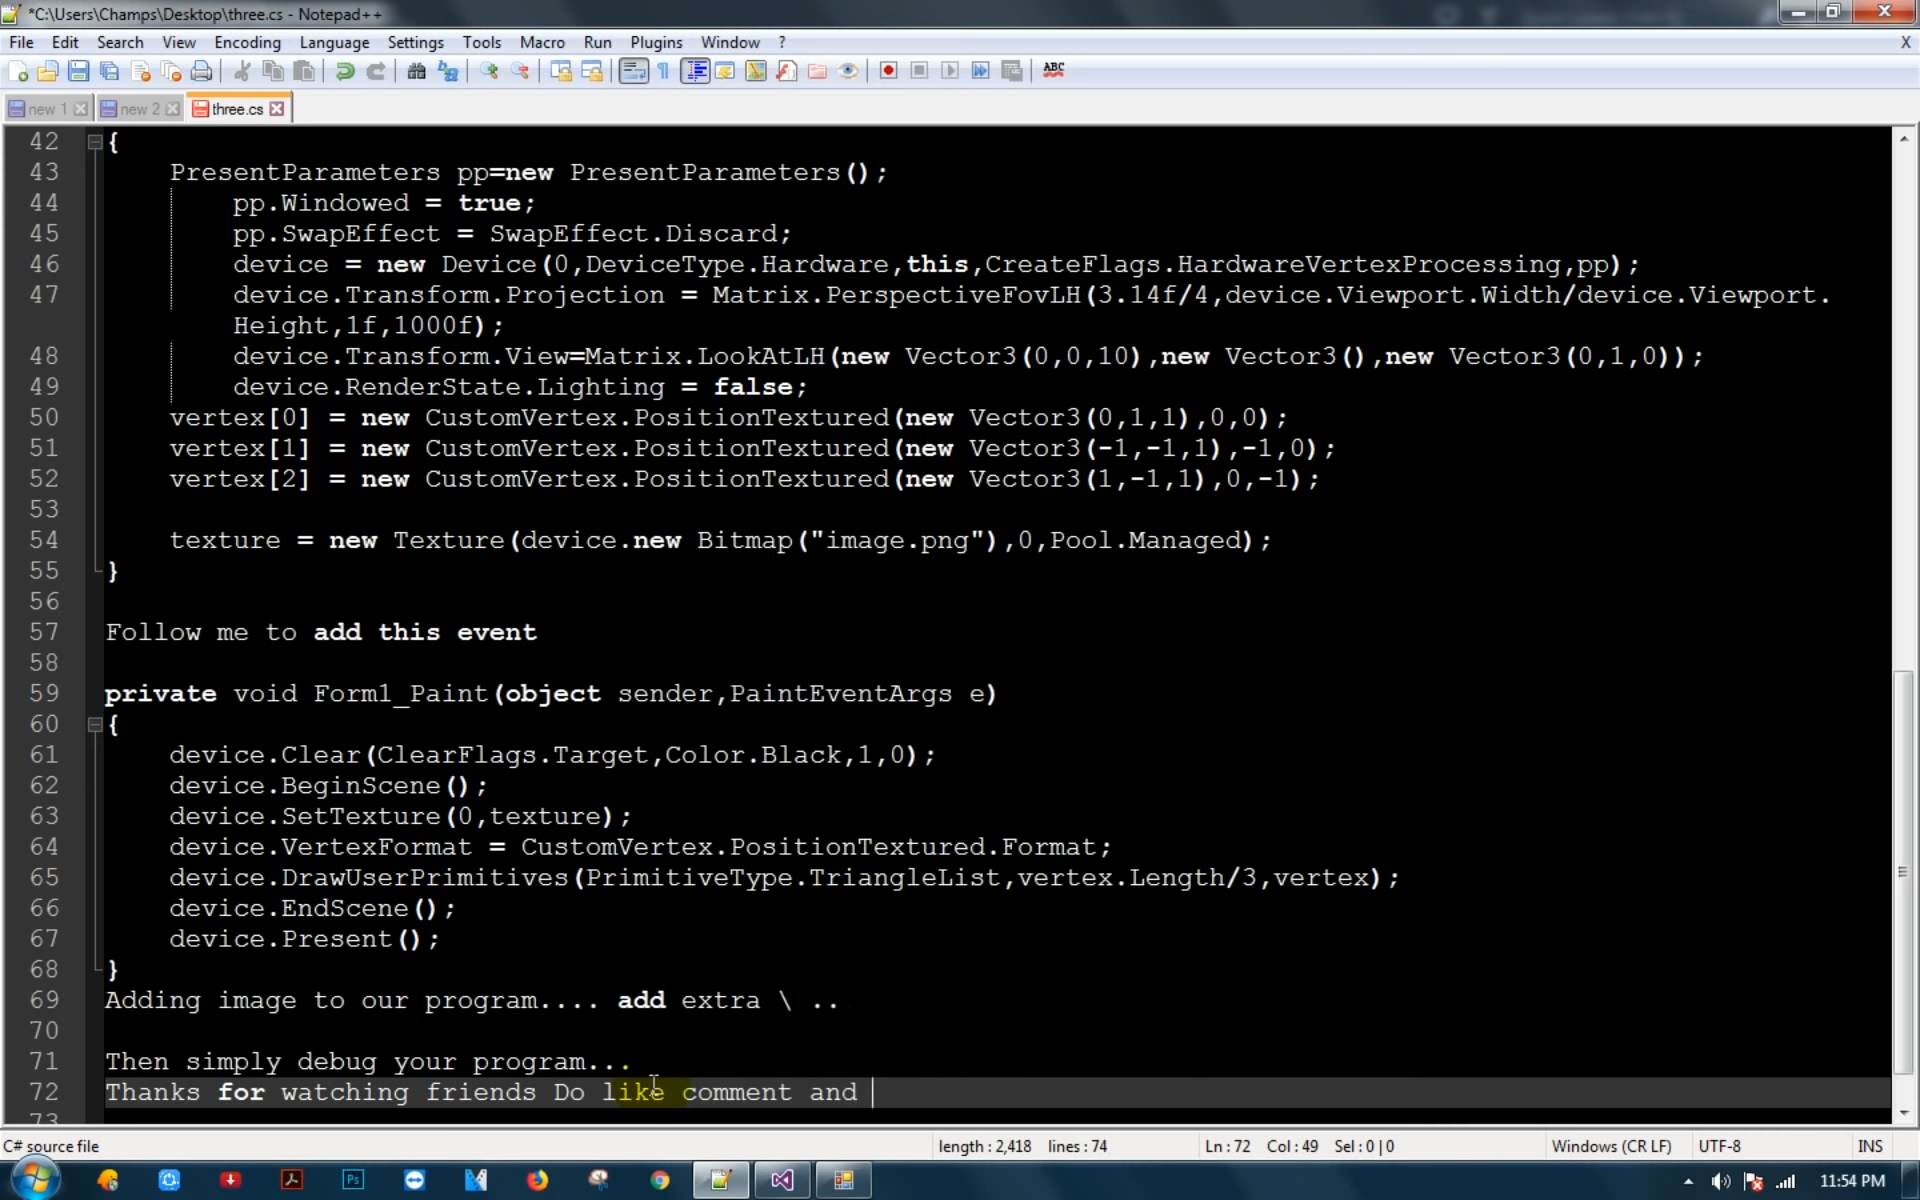 *C:\Users\Champs\Desktop\three.cs - Notepad++
File Edit Search View Encoding Language Settings Tools Macro Run Plugins Window ? X
ABC
new 1 new 2 three.cs
42 {
43 PresentParameters pp=new PresentParameters();
44 pp.Windowed = true;
45 pp.SwapEffect = SwapEffect.Discard;
46 device = new Device(0,DeviceType.Hardware,this,CreateFlags.HardwareVertexProcessing,pp);
47 device.Transform.Projection = Matrix.PerspectiveFovLH(3.14f/4,device.Viewport.Width/device.Viewport.
Height,1f,1000f);
48 device.Transform.View=Matrix.LookAtLH(new Vector3(0,0,10),new Vector3(),new Vector3(0,1,0));
49 device.RenderState.Lighting = false;
50 vertex[0] = new CustomVertex.PositionTextured(new Vector3(0,1,1),0,0);
51 vertex[1] = new CustomVertex.PositionTextured(new Vector3(-1,-1,1),-1,0);
52 vertex[2] = new CustomVertex.PositionTextured(new Vector3(1,-1,1),0,-1);
53
54 texture = new Texture(device.new Bitmap("image.png"),0,Pool.Managed);
55 }
56
57 Follow me to add this event
58
59 private void Form1_Paint(object sender,PaintEventArgs e)
60 {
61 device.Clear(ClearFlags.Target,Color.Black,1,0);
62 device.BeginScene();
63 device.SetTexture(0,texture);
64 device.VertexFormat = CustomVertex.PositionTextured.Format;
65 device.DrawUserPrimitives(PrimitiveType.TriangleList,vertex.Length/3,vertex);
66 device.EndScene();
67 device.Present();
68 }
69 Adding image to our program.... add extra \ ..
70
71 Then simply debug your program...
72 Thanks for watching friends Do like comment and
73
C# source file length : 2,418 lines : 74 Ln : 72 Col : 49 Sel : 0 | 0 Windows (CR LF) UTF-8 INS
Ps 11:54 PM